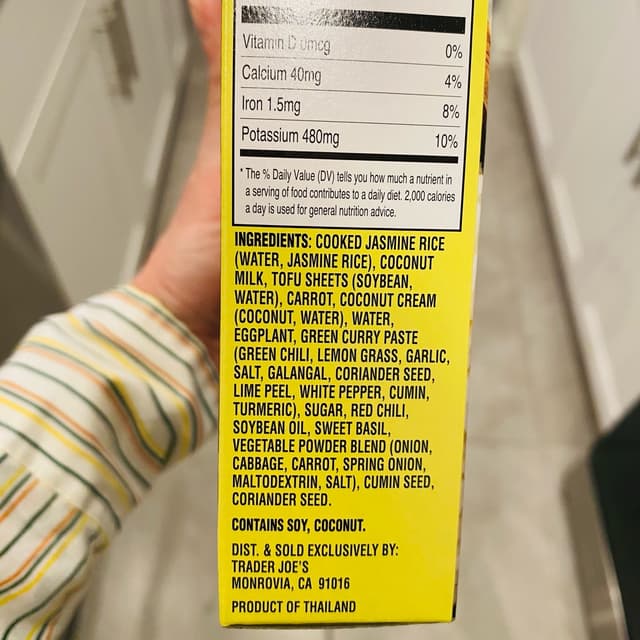 Vitamin D 0mcg 0%
Calcium 40mg 4%
Iron 1.5mg 8%
Potassium 480mg 10%
* The % Daily Value (DV) tells you how much a nutrient in
a serving of food contributes to a daily diet. 2,000 calories
a day is used for general nutrition advice.
INGREDIENTS: COOKED JASMINE RICE
(WATER, JASMINE RICE), COCONUT
MILK, TOFU SHEETS (SOYBEAN,
WATER), CARROT, COCONUT CREAM
(COCONUT, WATER), WATER,
EGGPLANT, GREEN CURRY PASTE
(GREEN CHILI, LEMON GRASS, GARLIC,
SALT, GALANGAL, CORIANDER SEED,
LIME PEEL, WHITE PEPPER, CUMIN,
TURMERIC), SUGAR, RED CHILI,
SOYBEAN OIL, SWEET BASIL,
VEGETABLE POWDER BLEND (ONION,
CABBAGE, CARROT, SPRING ONION,
MALTODEXTRIN, SALT), CUMIN SEED,
CORIANDER SEED.
CONTAINS SOY, COCONUT.
DIST. & SOLD EXCLUSIVELY BY:
TRADER JOE'S
MONROVIA, CA 91016
PRODUCT OF THAILAND